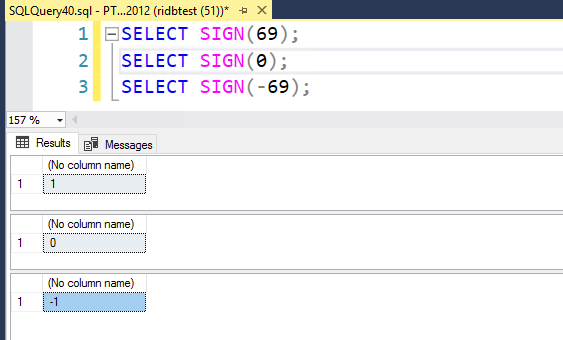 SQLQuery40.sql - PT...2012 (ridbtest (51))*
1 SELECT SIGN(69);
2 SELECT SIGN(0);
3 SELECT SIGN(-69);
157 %
Results Messages
(No column name)
1 1
(No column name)
1 0
(No column name)
1 -1